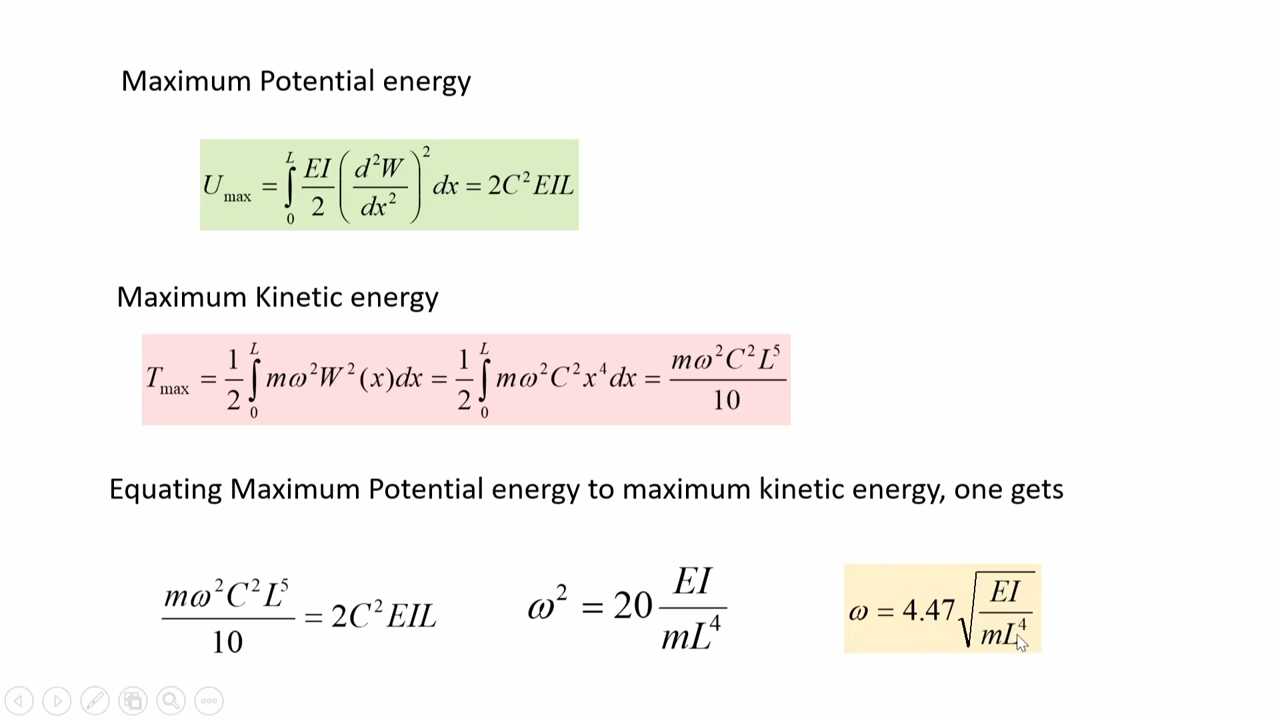 Maximum Potential energy
U_max = ∫_0^L EI/2 (d²W/dx²)² dx = 2C²EIL
Maximum Kinetic energy
T_max = 1/2 ∫_0^L mω²W²(x)dx = 1/2 ∫_0^L mω²C²x⁴dx = mω²C²L⁵/10
Equating Maximum Potential energy to maximum kinetic energy, one gets
mω²C²L⁵/10 = 2C²EIL
ω² = 20 EI/mL⁴
ω = 4.47√(EI/mL⁴)